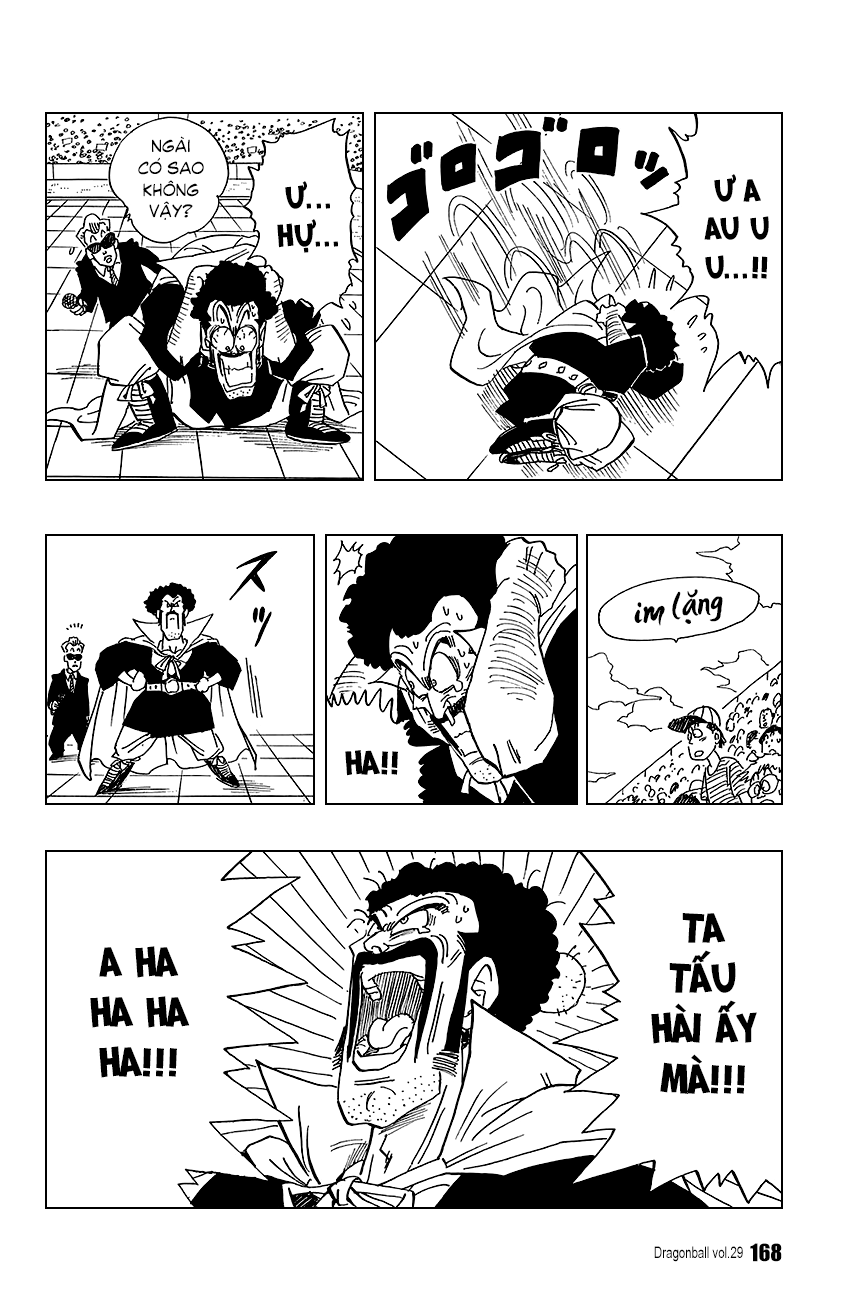 ゴロゴロッ
Ư A
AU U
U...!!
Ư...
HỰ...
NGÀI
CÓ SAO
KHÔNG
VẬY?
im lặng
HA!!
スッ
TA
TẤU
HÀI ẤY
MÀ!!!
A HA
HA HA
HA!!!
Dragonball vol.29 168